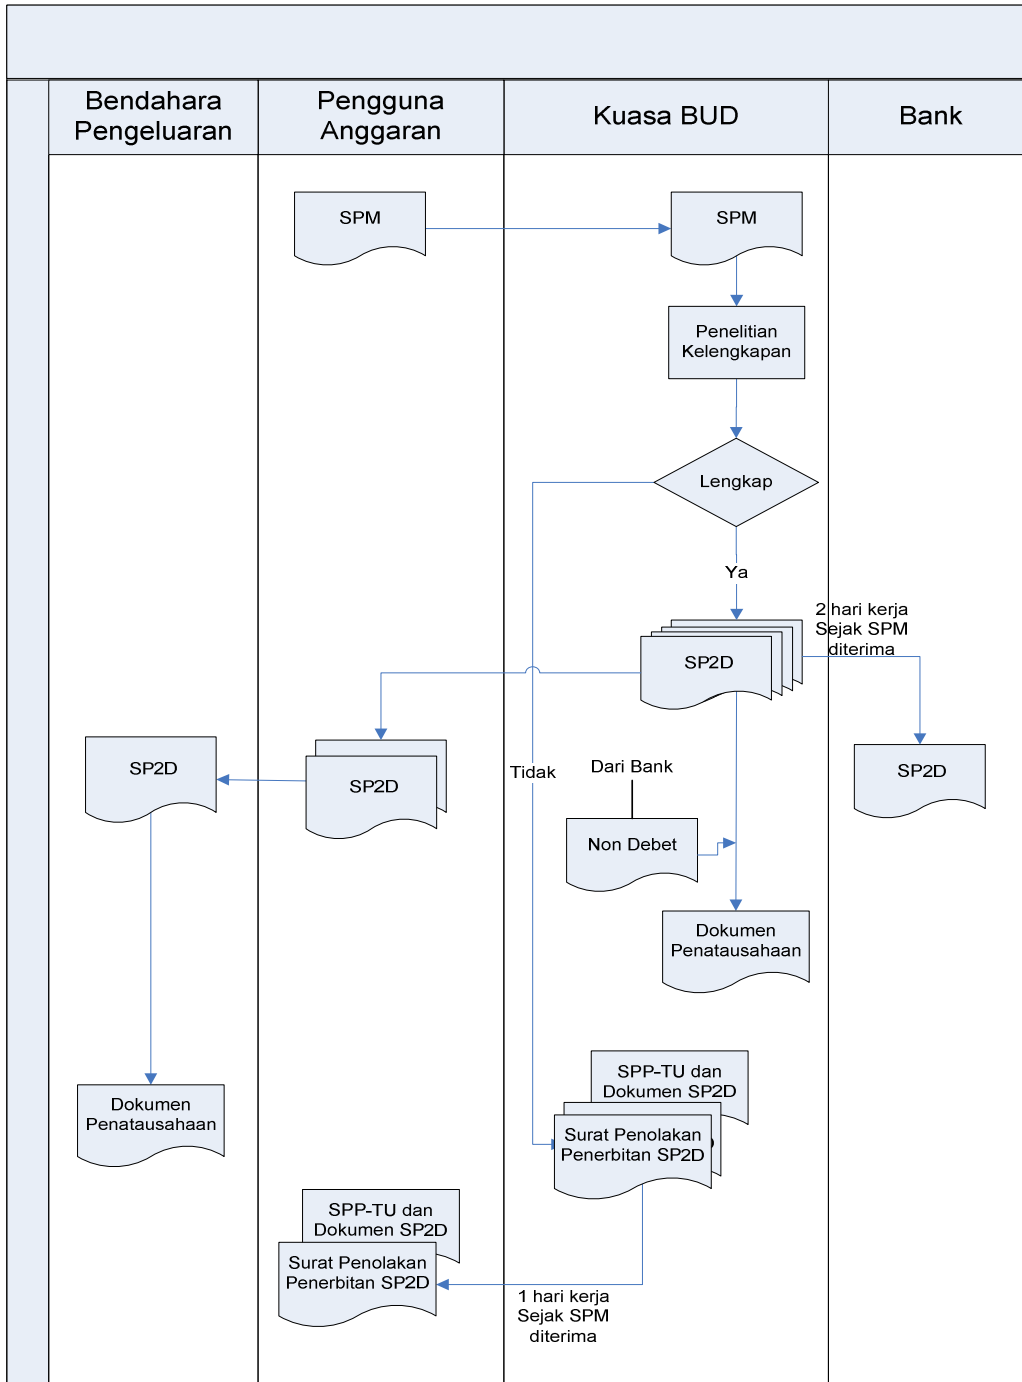 Bendahara
Pengeluaran
Pengguna
Anggaran
Kuasa BUD
Bank
SPM
SPM
Penelitian
Kelengkapan
Lengkap
Ya
2 hari kerja
Sejak SPM
diterima
SP2D
SP2D
SP2D
SP2D
Tidak
Dari Bank
Non Debet
Dokumen
Penatausahaan
SPP-TU dan
Dokumen SP2D
Surat Penolakan
Penerbitan SP2D
Dokumen
Penatausahaan
SPP-TU dan
Dokumen SP2D
Surat Penolakan
Penerbitan SP2D
1 hari kerja
Sejak SPM
diterima